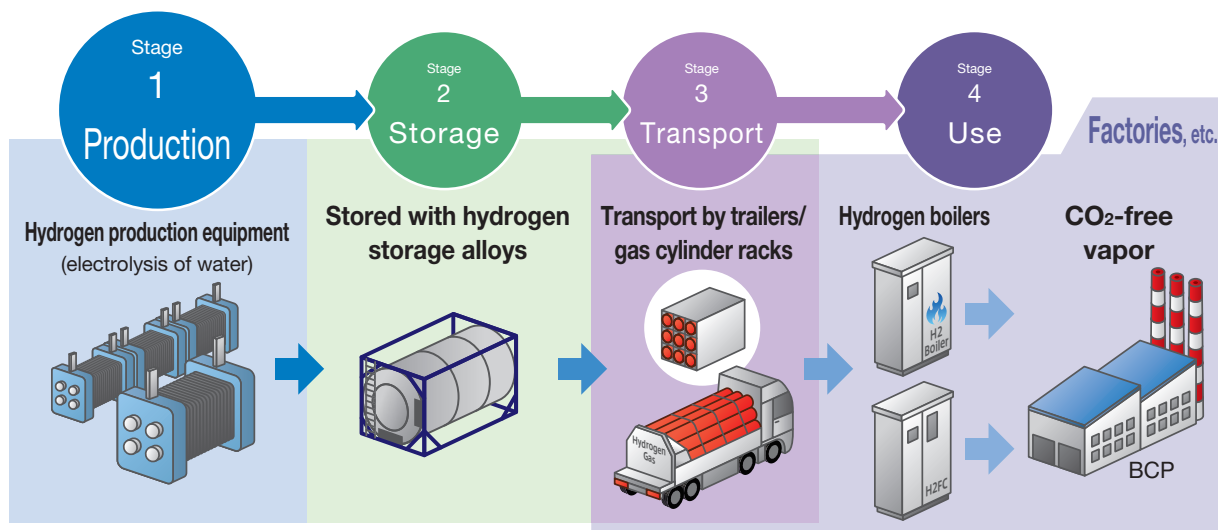 Stage
1
Production
Stage
2
Storage
Stage
3
Transport
Stage
4
Use
Factories, etc.
Hydrogen production equipment
(electrolysis of water)
Stored with hydrogen
storage alloys
Transport by trailers/
gas cylinder racks
Hydrogen
Gas
Hydrogen boilers
H2
Boiler
H2FC
CO₂-free
vapor
BCP